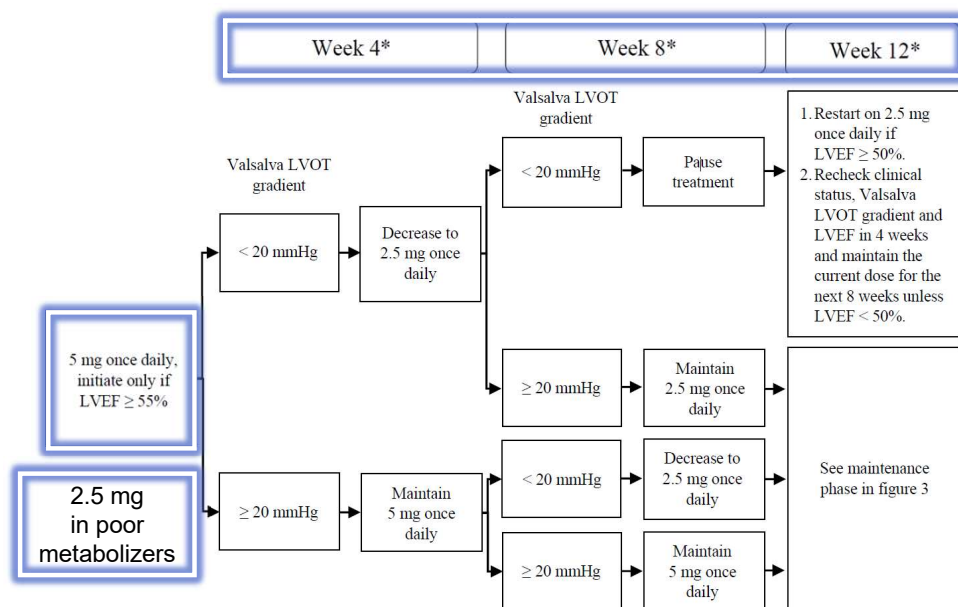 Week 4*
Week 8*
Week 12*
Valsalva LVOT
gradient
< 20 mmHg
Decrease to
2.5 mg once
daily
Valsalva LVOT
gradient
< 20 mmHg
Pause
treatment
1. Restart on 2.5 mg
once daily if
LVEF ≥ 50%.
2. Recheck clinical
status, Valsalva
LVOT gradient and
LVEF in 4 weeks
and maintain the
current dose for the
next 8 weeks unless
LVEF < 50%.
5 mg once daily,
initiate only if
LVEF ≥ 55%
≥ 20 mmHg
Maintain
2.5 mg once
daily
2.5 mg
in poor
metabolizers
≥ 20 mmHg
Maintain
5 mg once
daily
< 20 mmHg
Decrease to
2.5 mg once
daily
≥ 20 mmHg
Maintain
5 mg once
daily
See maintenance
phase in figure 3